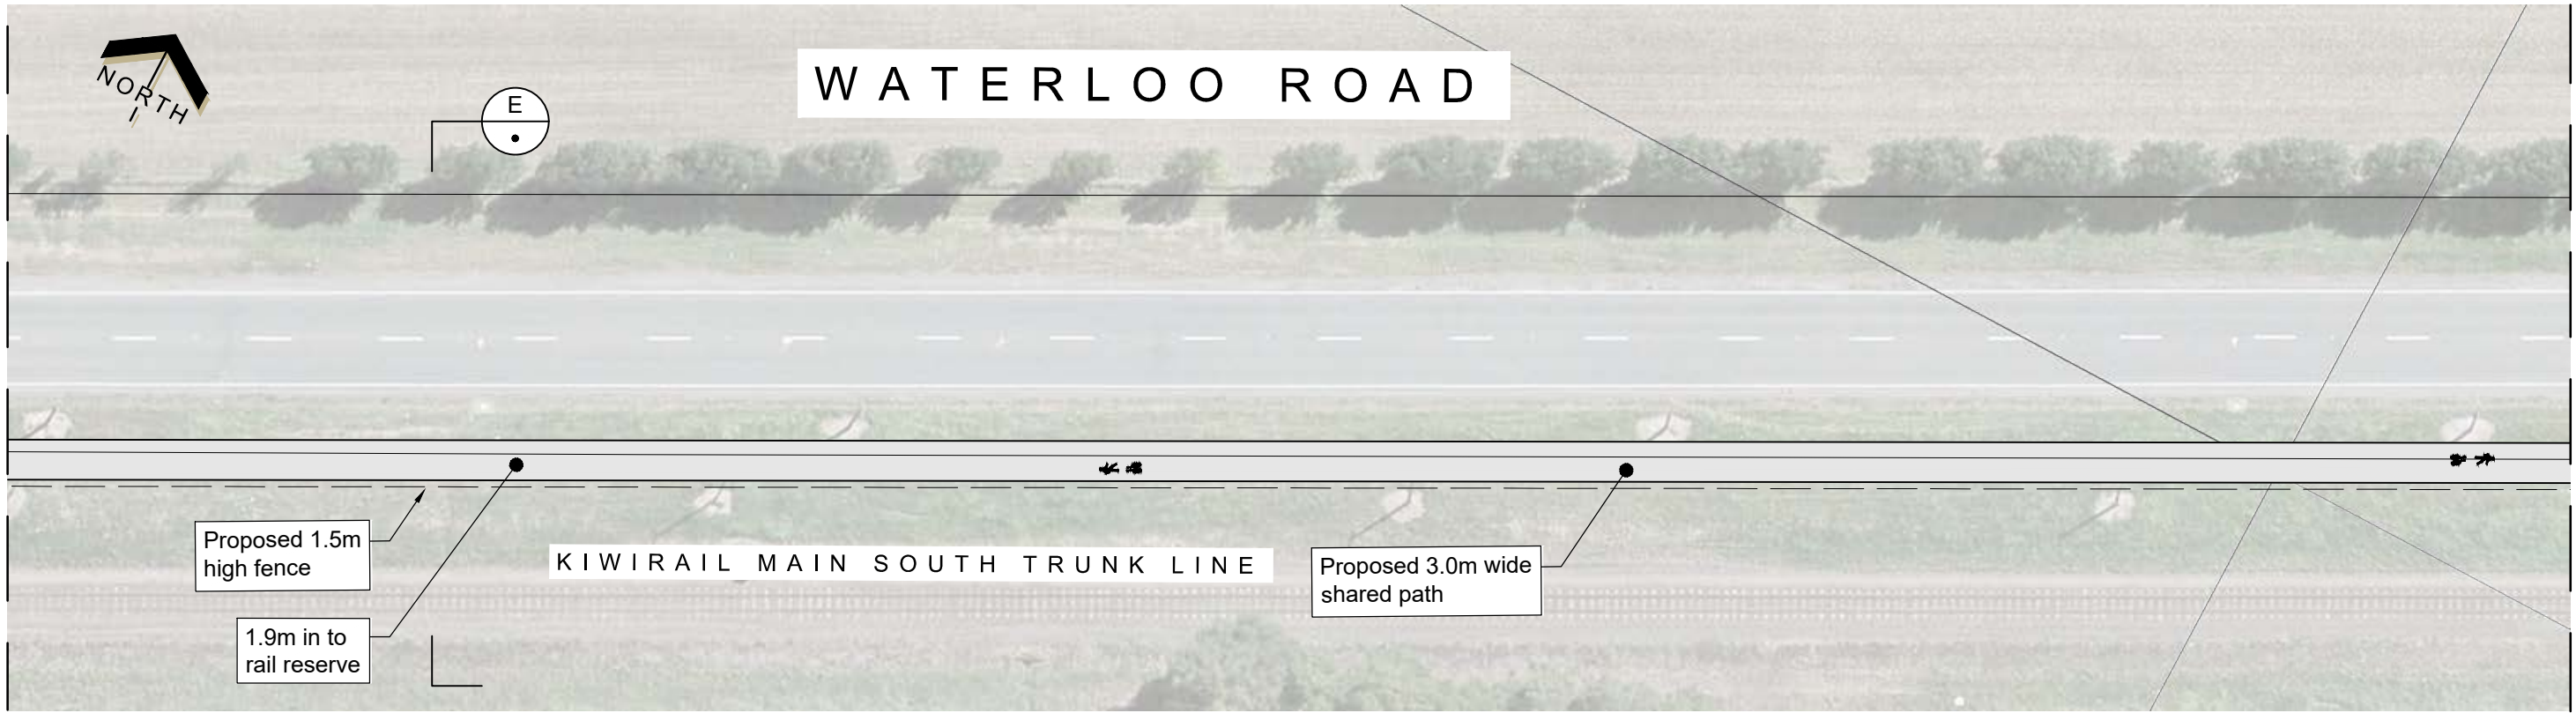 NORTH
E
WATERLOO ROAD
Proposed 1.5m
high fence
KIWIRAIL MAIN SOUTH TRUNK LINE
Proposed 3.0m wide
shared path
1.9m in to
rail reserve